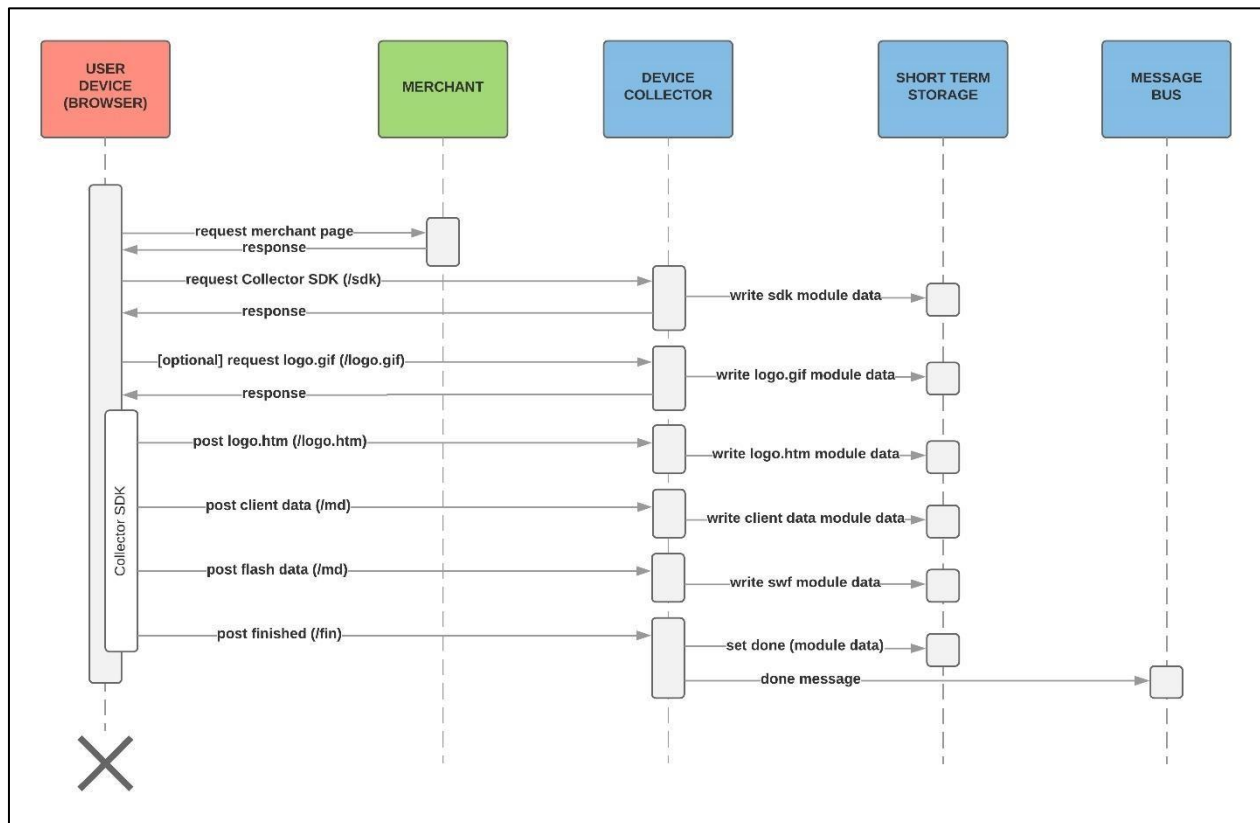 USER
DEVICE
(BROWSER)
MERCHANT
DEVICE
COLLECTOR
SHORT TERM
STORAGE
MESSAGE
BUS
request merchant page
response
request Collector SDK (/sdk)
write sdk module data
response
[optional] request logo.gif (/logo.gif)
write logo.gif module data
response
post logo.htm (/logo.htm)
write logo.htm module data
Collector SDK
post client data (/md)
write client data module data
post flash data (/md)
write swf module data
post finished (/fin)
set done (module data)
done message